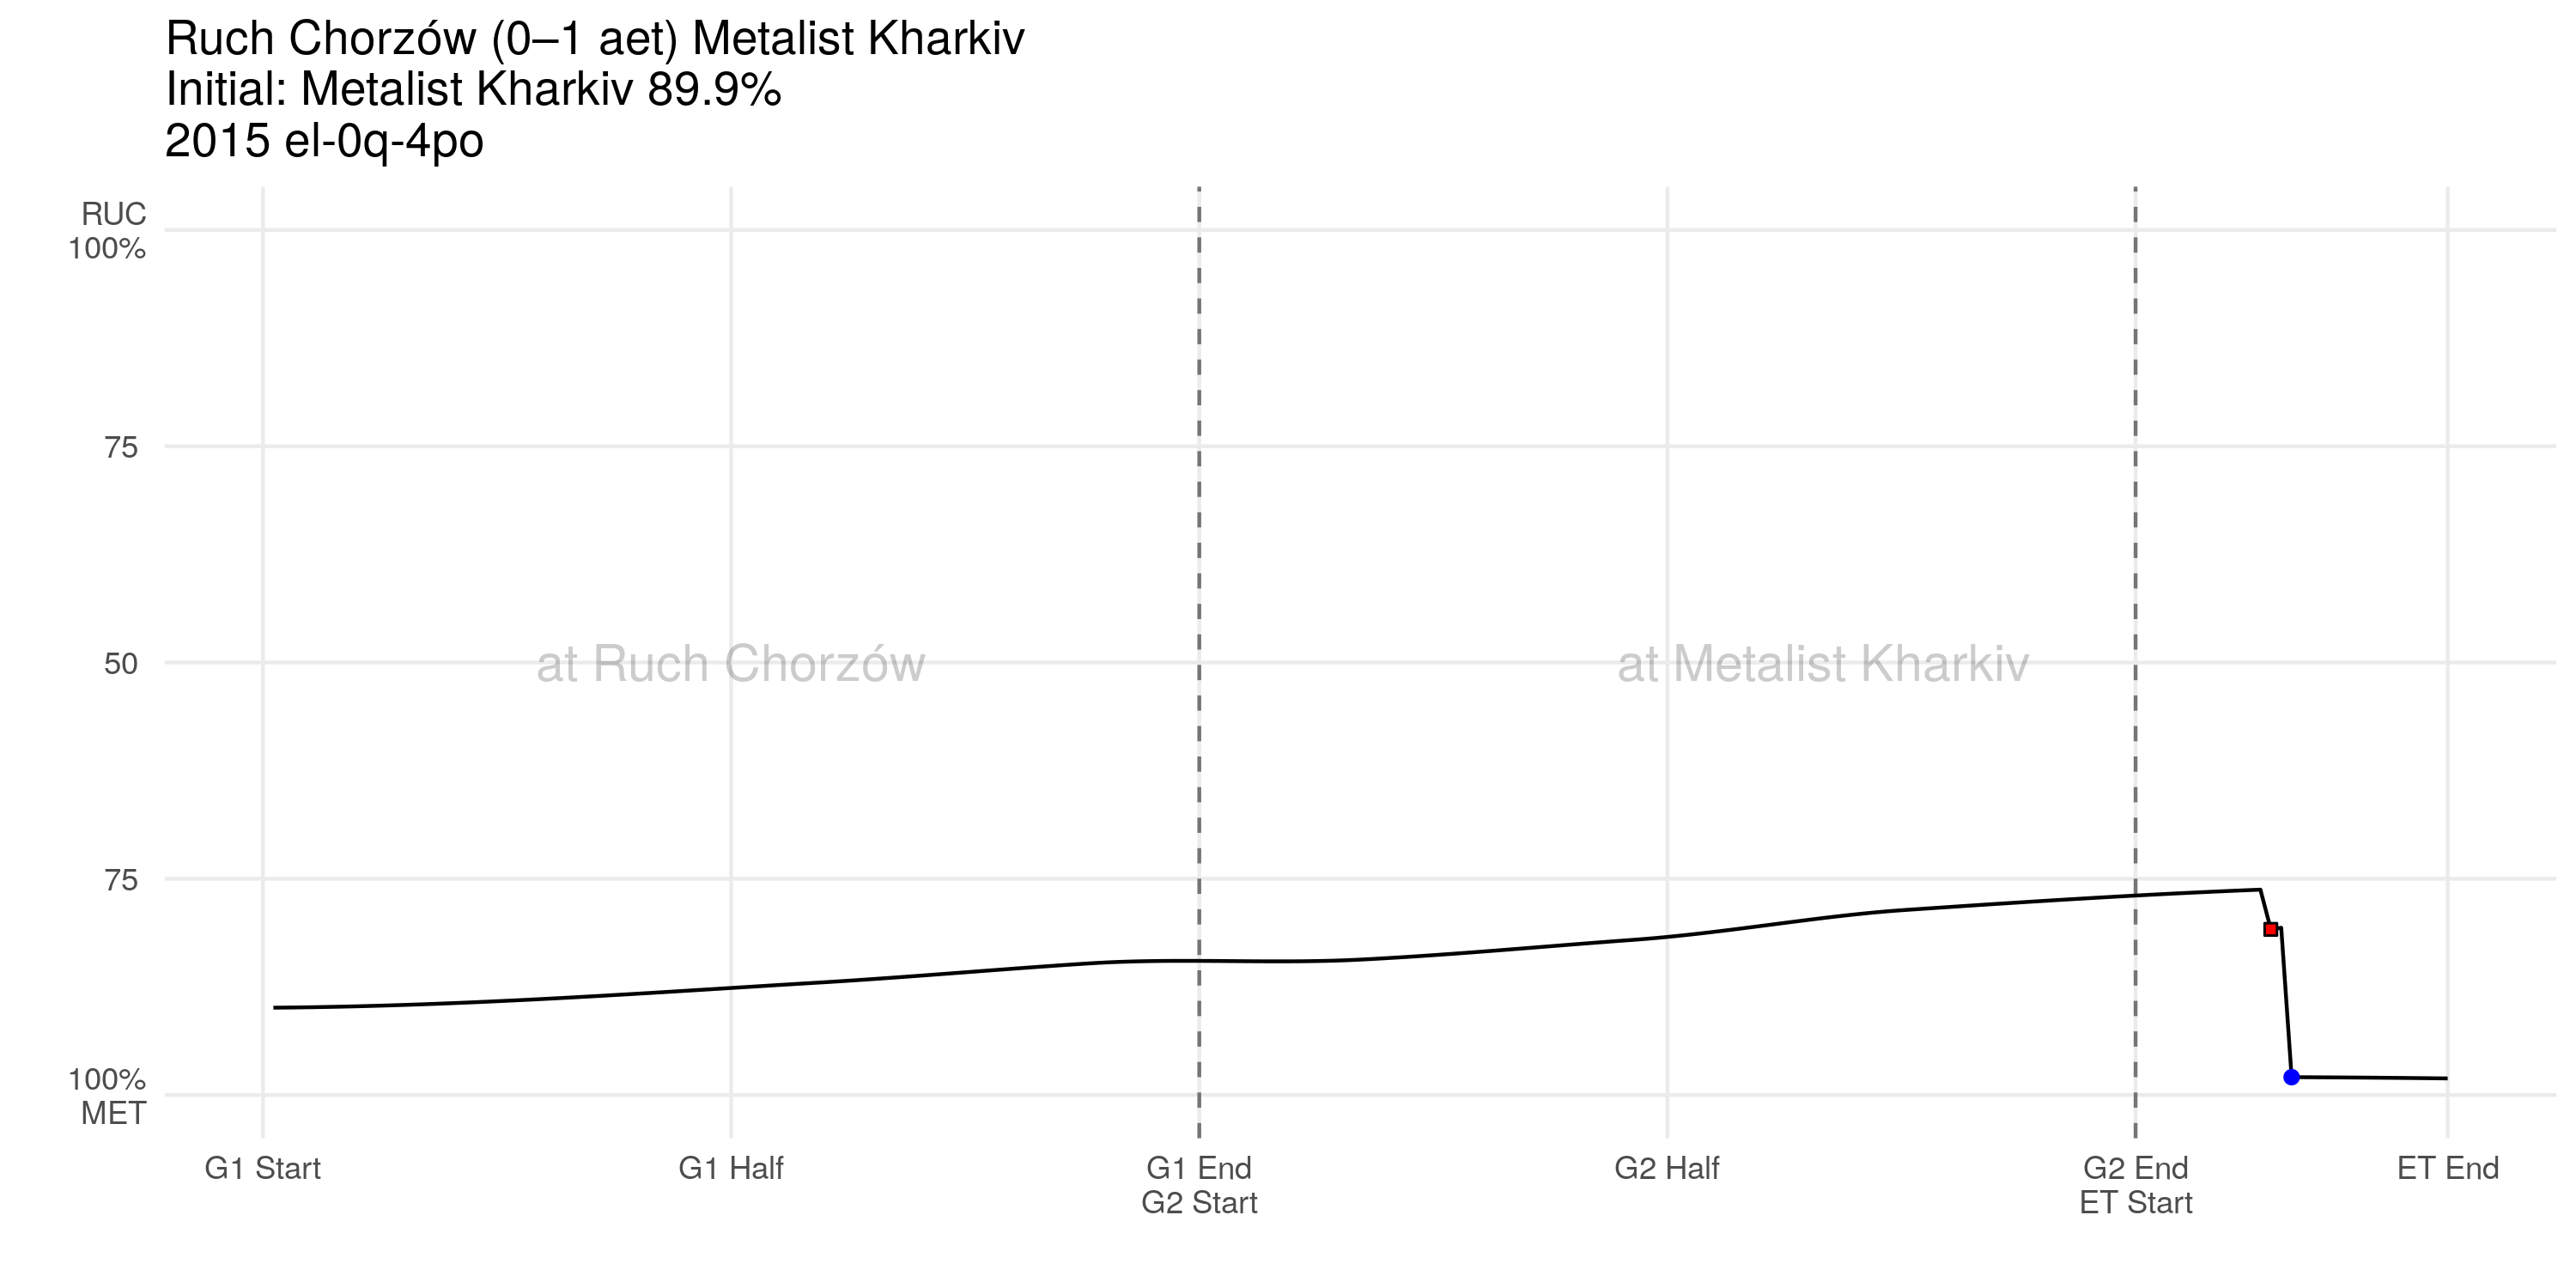 Ruch Chorzów (0–1 aet) Metalist Kharkiv
Initial: Metalist Kharkiv 89.9%
2015 el-0q-4po
RUC
100%
75
50
75
100%
MET
at Ruch Chorzów
at Metalist Kharkiv
G1 Start
G1 Half
G1 End
G2 Start
G2 Half
G2 End
ET Start
ET End